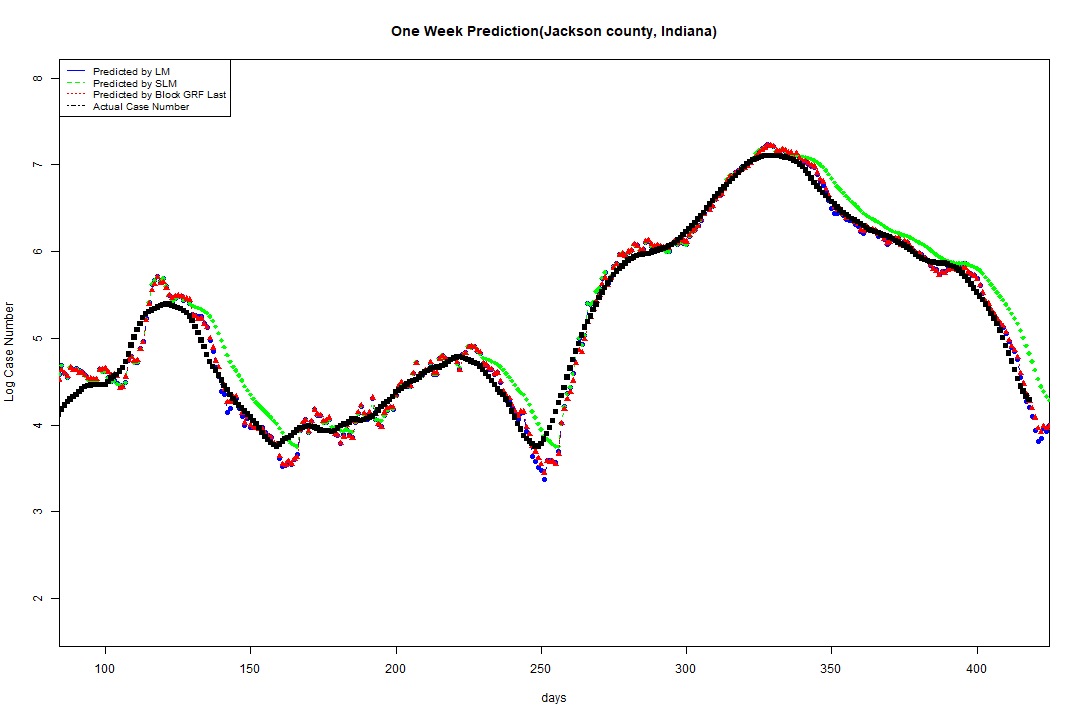 One Week Prediction(Jackson county, Indiana)
Predicted by LM
Predicted by SLM
Predicted by Block GRF Last
Actual Case Number
8
7
6
5
4
3
2
Log Case Number
100 150 200 250 300 350 400
days